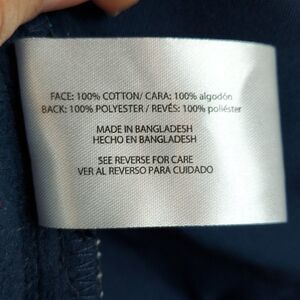 FACE: 100% COTTON/ CARA: 100% algodón
BACK: 100% POLYESTER / REVÉS: 100% poliéster
MADE IN BANGLADESH
HECHO EN BANGLADESH
SEE REVERSE FOR CARE
VER AL REVERSO PARA CUIDADO